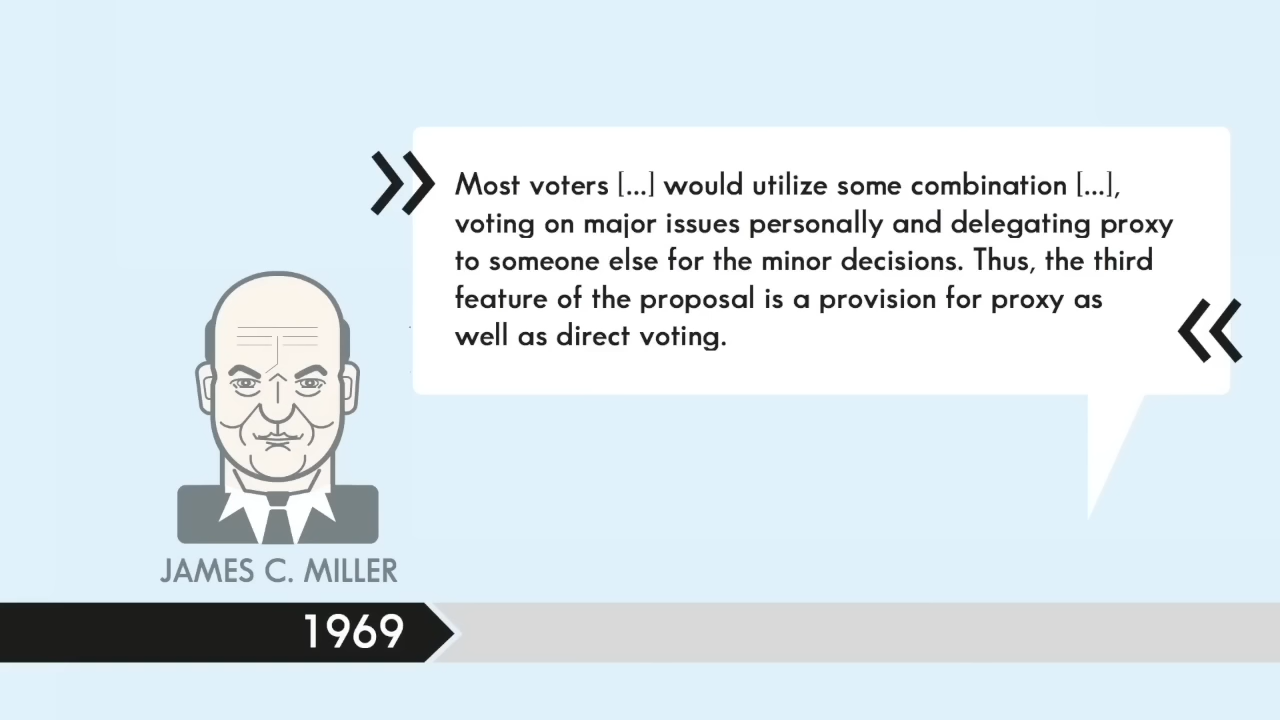 » Most voters [...] would utilize some combination [...],
voting on major issues personally and delegating proxy
to someone else for the minor decisions. Thus, the third
feature of the proposal is a provision for proxy as
well as direct voting. «
JAMES C. MILLER
1969